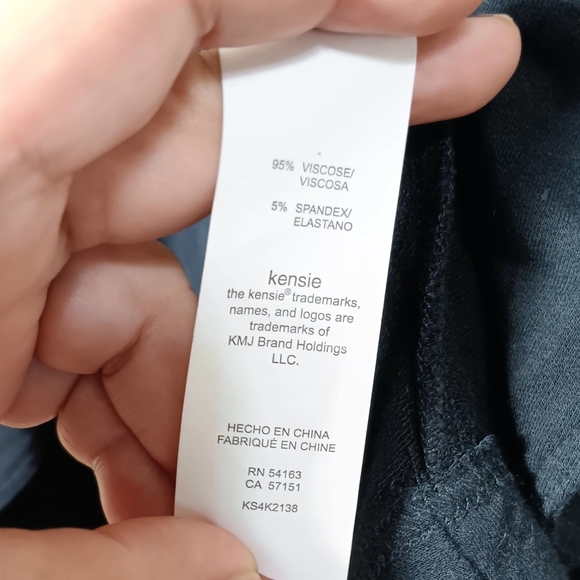 95% VISCOSE/
VISCOSA
5% SPANDEX/
ELASTANO
kensie
the kensie® trademarks,
names, and logos are
trademarks of
KMJ Brand Holdings
LLC.
HECHO EN CHINA
FABRIQUÉ EN CHINE
RN 54163
CA 57151
KS4K2138